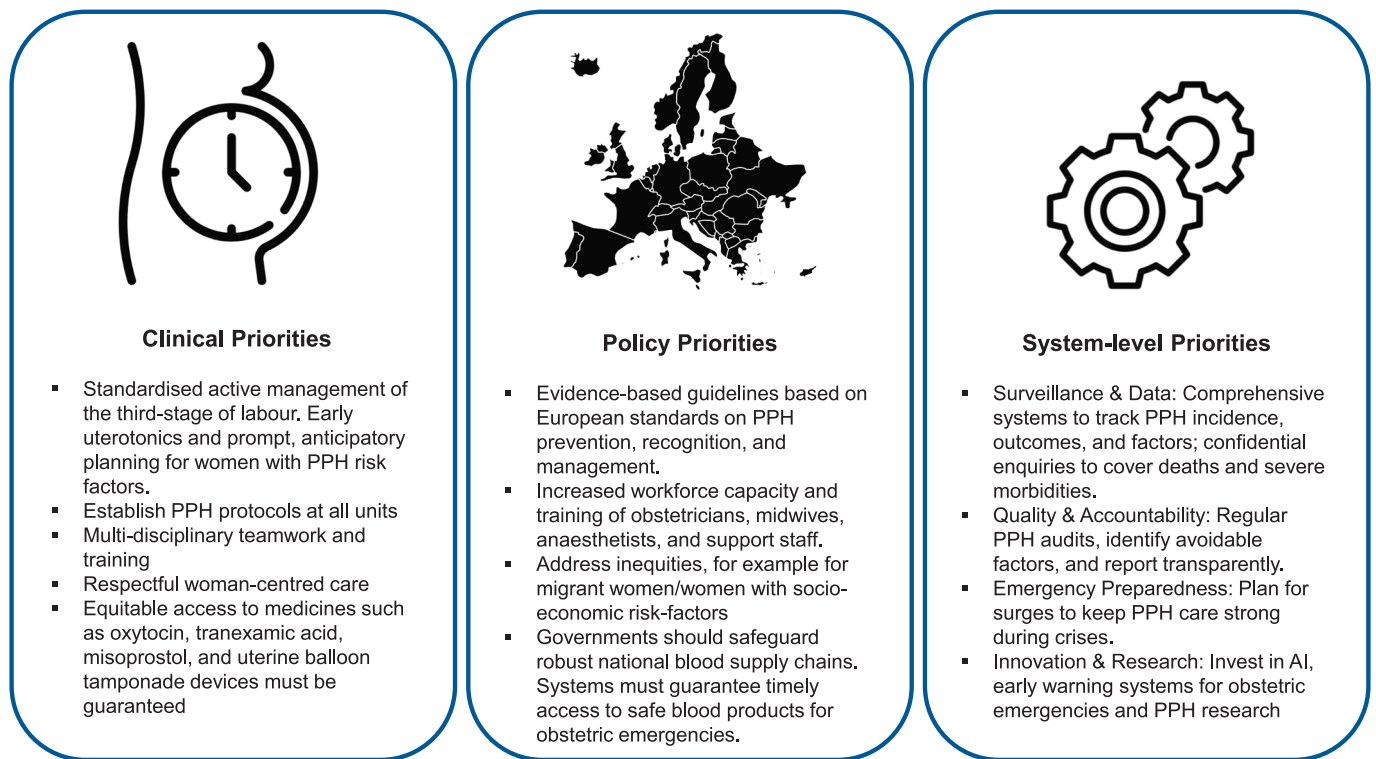 Clinical Priorities
▪ Standardised active management of
the third-stage of labour. Early
uterotonics and prompt, anticipatory
planning for women with PPH risk
factors.
▪ Establish PPH protocols at all units
▪ Multi-disciplinary teamwork and
training
▪ Respectful woman-centred care
▪ Equitable access to medicines such
as oxytocin, tranexamic acid,
misoprostol, and uterine balloon
tamponade devices must be
guaranteed
Policy Priorities
▪ Evidence-based guidelines based on
European standards on PPH
prevention, recognition, and
management.
▪ Increased workforce capacity and
training of obstetricians, midwives,
anaesthetists, and support staff.
▪ Address inequities, for example for
migrant women/women with socio-
economic risk-factors
▪ Governments should safeguard
robust national blood supply chains.
Systems must guarantee timely
access to safe blood products for
obstetric emergencies.
System-level Priorities
▪ Surveillance & Data: Comprehensive
systems to track PPH incidence,
outcomes, and factors; confidential
enquiries to cover deaths and severe
morbidities.
▪ Quality & Accountability: Regular
PPH audits, identify avoidable
factors, and report transparently.
▪ Emergency Preparedness: Plan for
surges to keep PPH care strong
during crises.
▪ Innovation & Research: Invest in AI,
early warning systems for obstetric
emergencies and PPH research